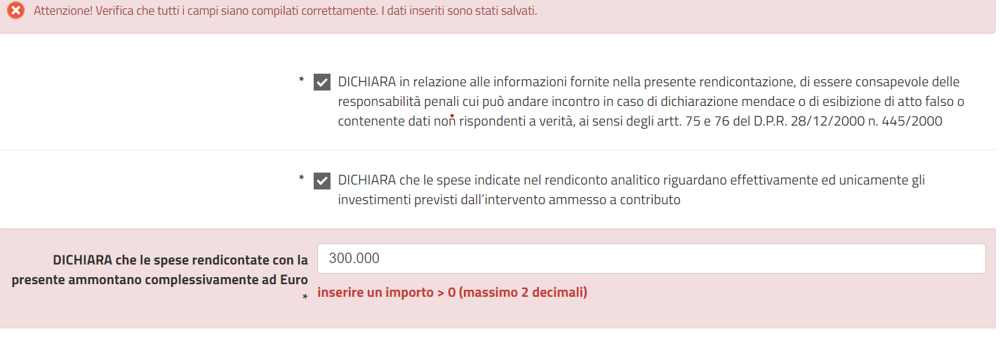 Attenzione! Verifica che tutti i campi siano compilati correttamente. I dati inseriti sono stati salvati.
* DICHIARA in relazione alle informazioni fornite nella presente rendicontazione, di essere consapevole delle
responsabilità penali cui può andare incontro in caso di dichiarazione mendace o di esibizione di atto falso o
contenente dati non rispondenti a verità, ai sensi degli artt. 75 e 76 del D.P.R. 28/12/2000 n. 445/2000
* DICHIARA che le spese indicate nel rendiconto analitico riguardano effettivamente ed unicamente gli
investimenti previsti dall'intervento ammesso a contributo
DICHIARA che le spese rendicontate con la
presente ammontano complessivamente ad Euro
*
300.000
inserire un importo > 0 (massimo 2 decimali)